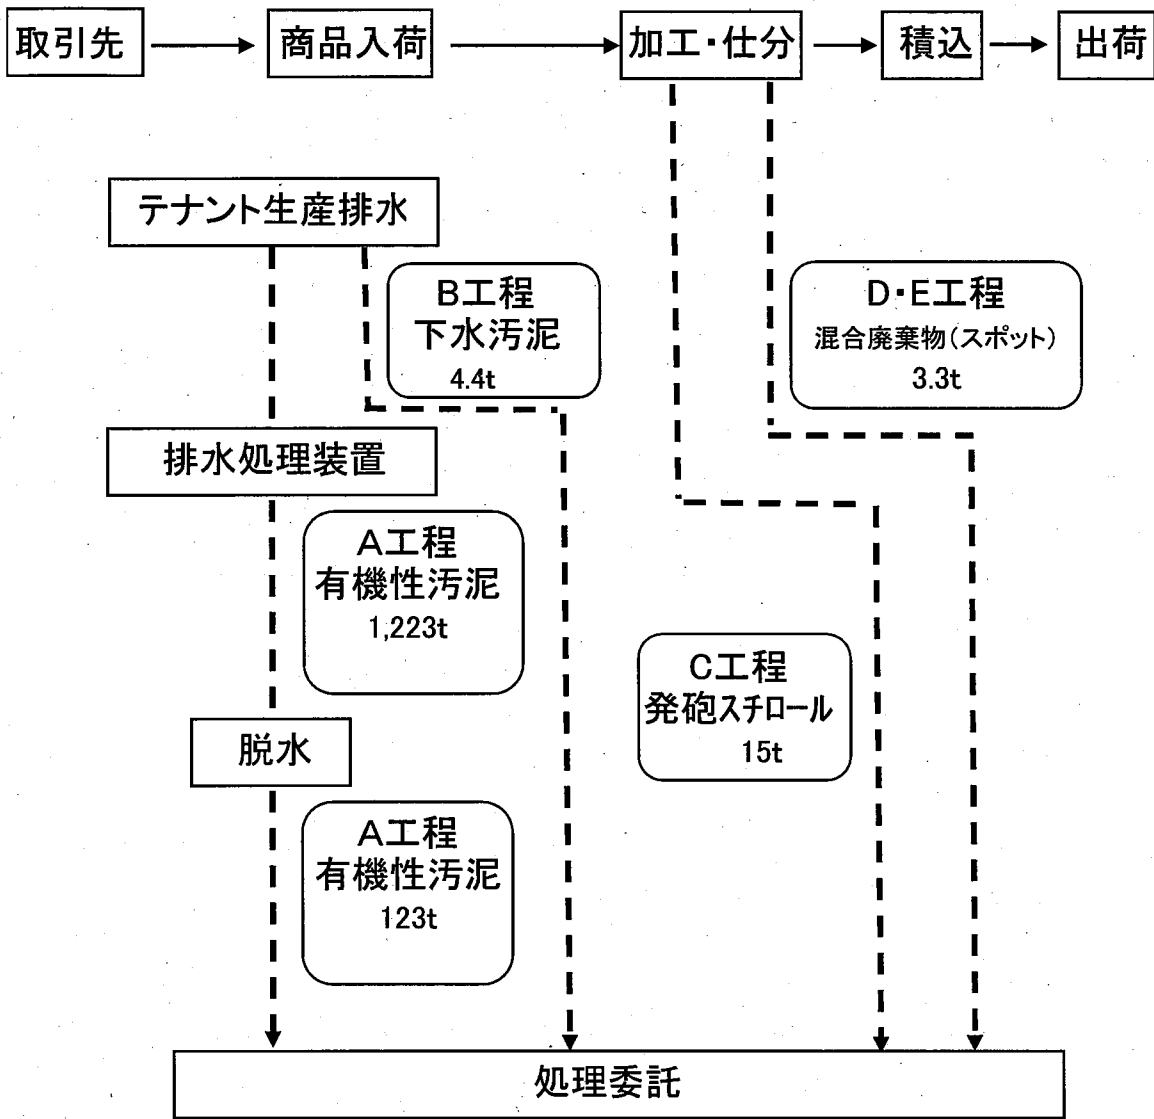 取引先
商品入荷
加工・仕分
積込
出荷
テナント生産排水
B工程
下水汚泥
4.4t
D・E工程
混合廃棄物(スポット)
3.3t
排水処理装置
A工程
有機性汚泥
1,223t
C工程
発砲スチロール
15t
脱水
A工程
有機性汚泥
123t
処理委託